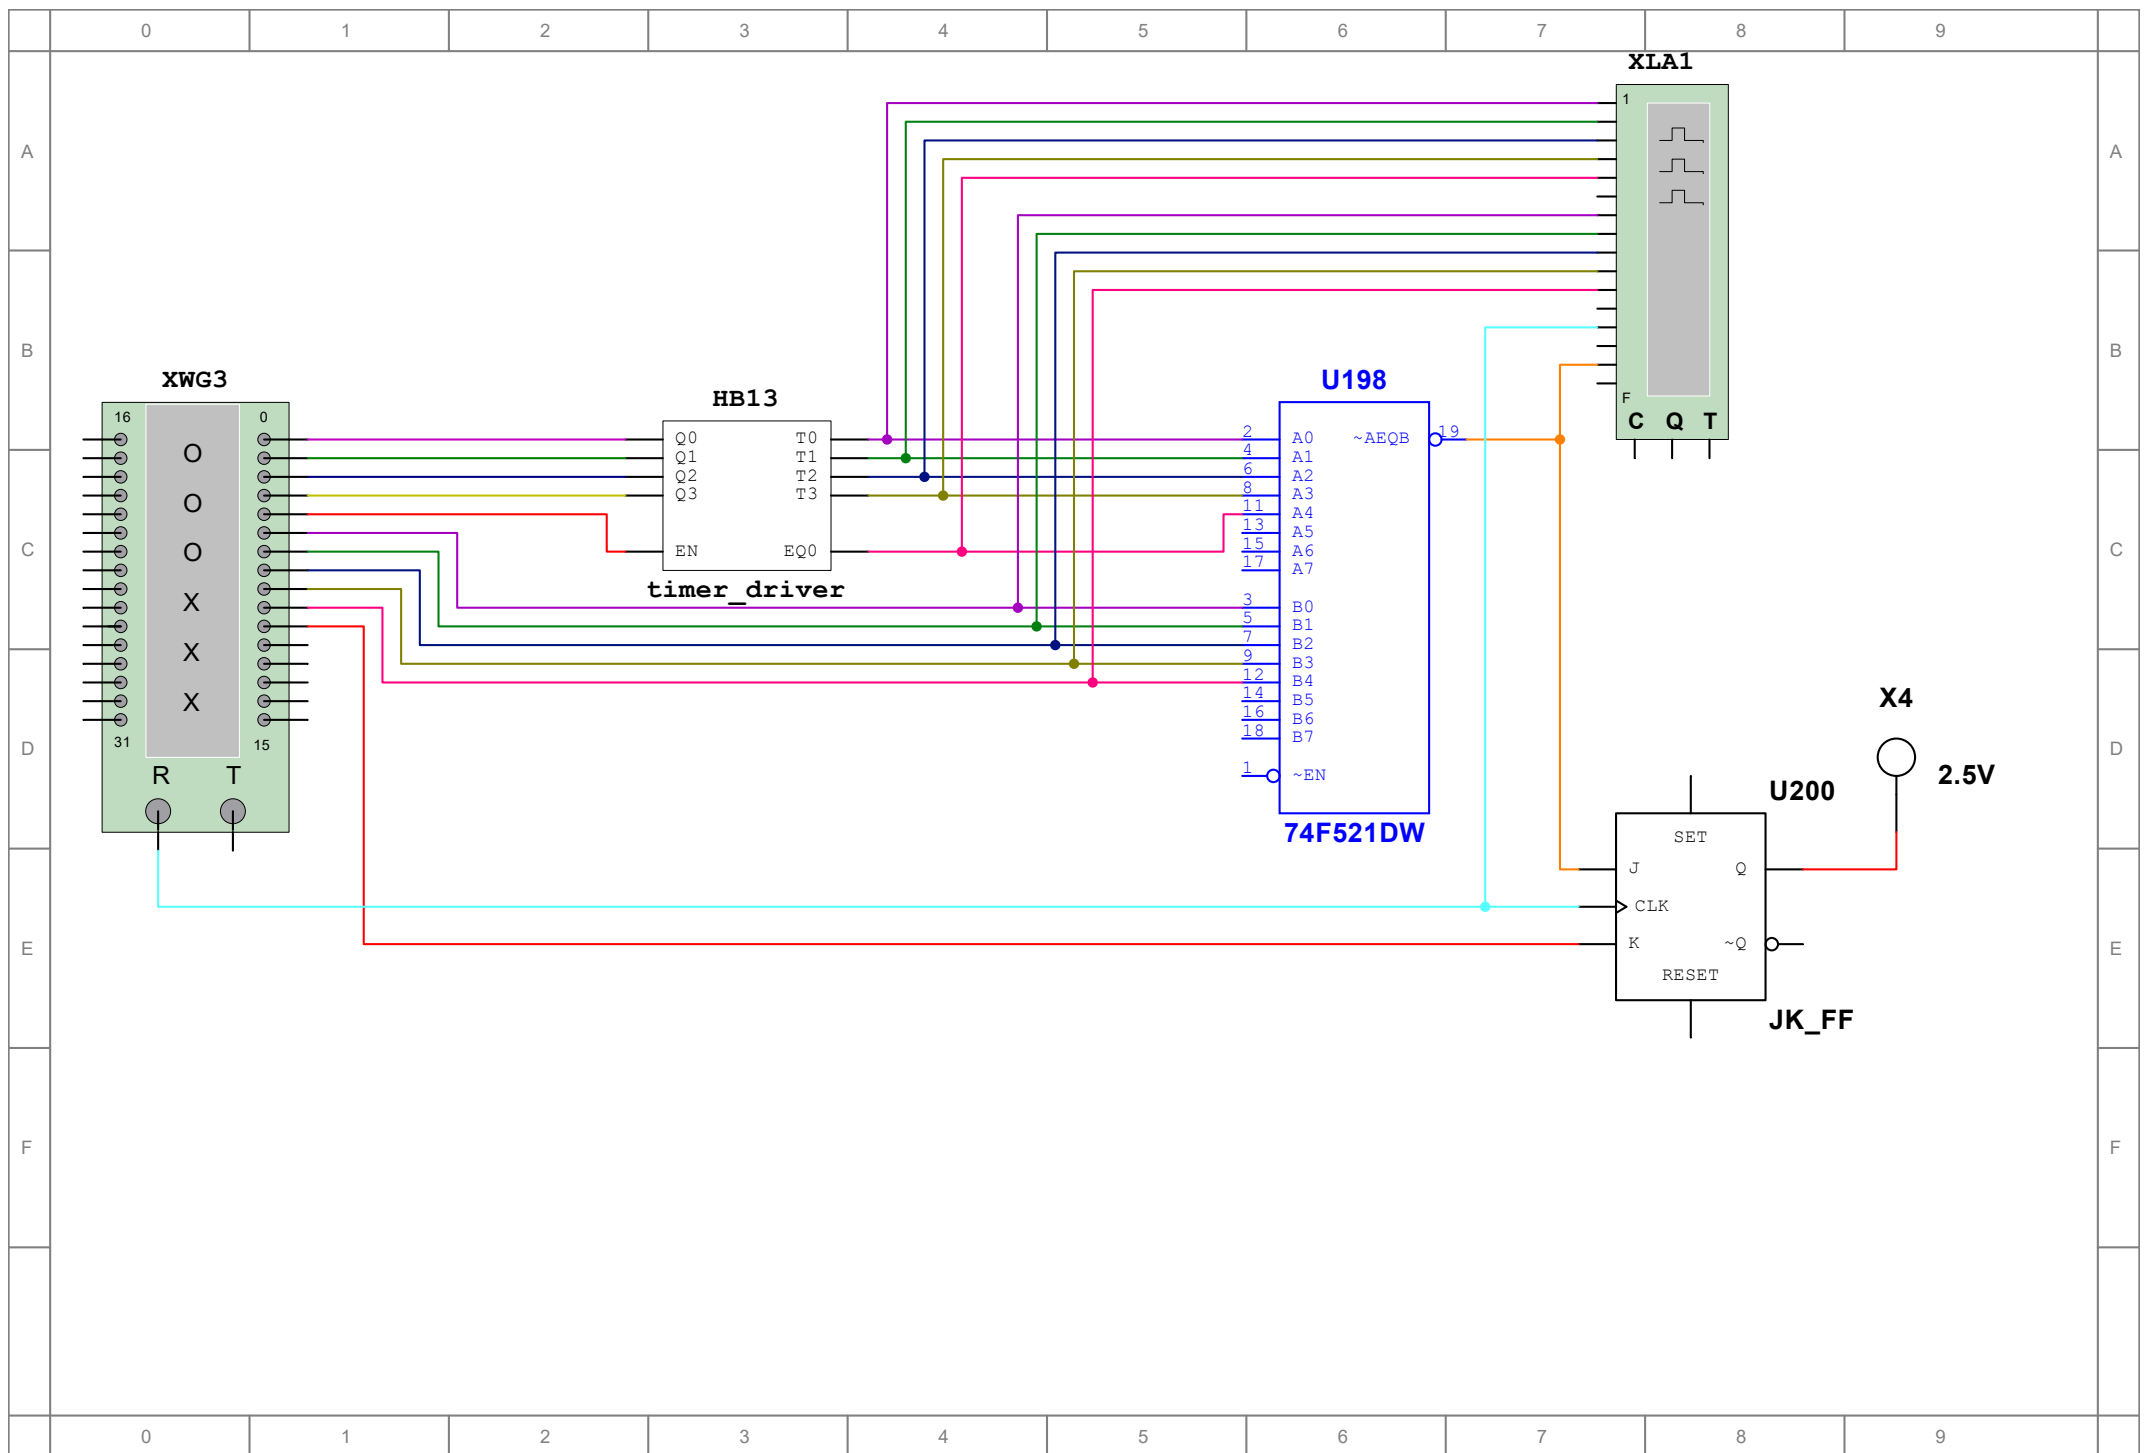 0 1 2 3 4 5 6 7 8 9
XLA1
1
A A
B B
F
C Q T
XWG3
16 0
O
O
O
X
X
X
31 15
R T
HB13
Q0 T0
Q1 T1
Q2 T2
Q3 T3
EN EQ0
timer_driver
U198
2 A0 ~AEQB 19
4 A1
6 A2
8 A3
11 A4
13 A5
15 A6
17 A7
3 B0
5 B1
7 B2
9 B3
12 B4
14 B5
16 B6
18 B7
1 ~EN
74F521DW
C C
D D
X4
2.5V
U200
SET
J Q
CLK
K ~Q
RESET
JK_FF
E E
F F
0 1 2 3 4 5 6 7 8 9